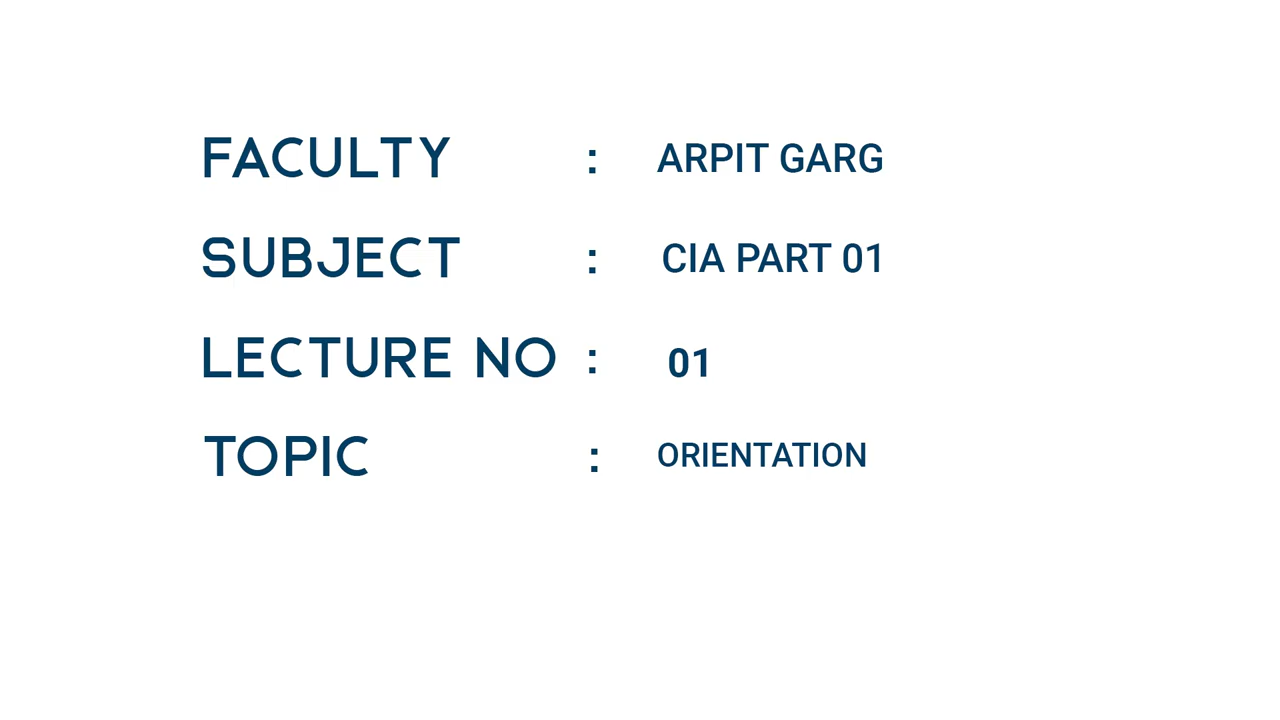 FACULTY : ARPIT GARG
SUBJECT : CIA PART 01
LECTURE NO : 01
TOPIC : ORIENTATION